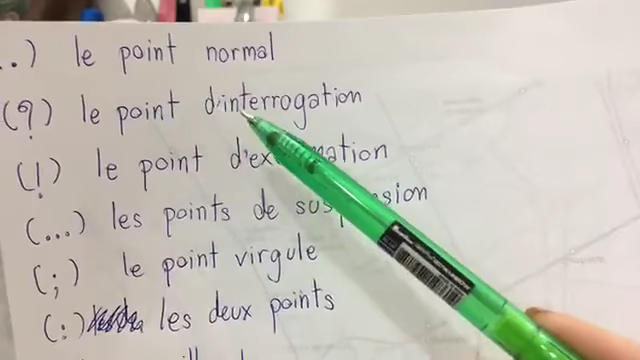 .) le point normal
(?) le point d'interrogation
(!) le point
(...) les points de
(;) le point virgule
(:) les deux points